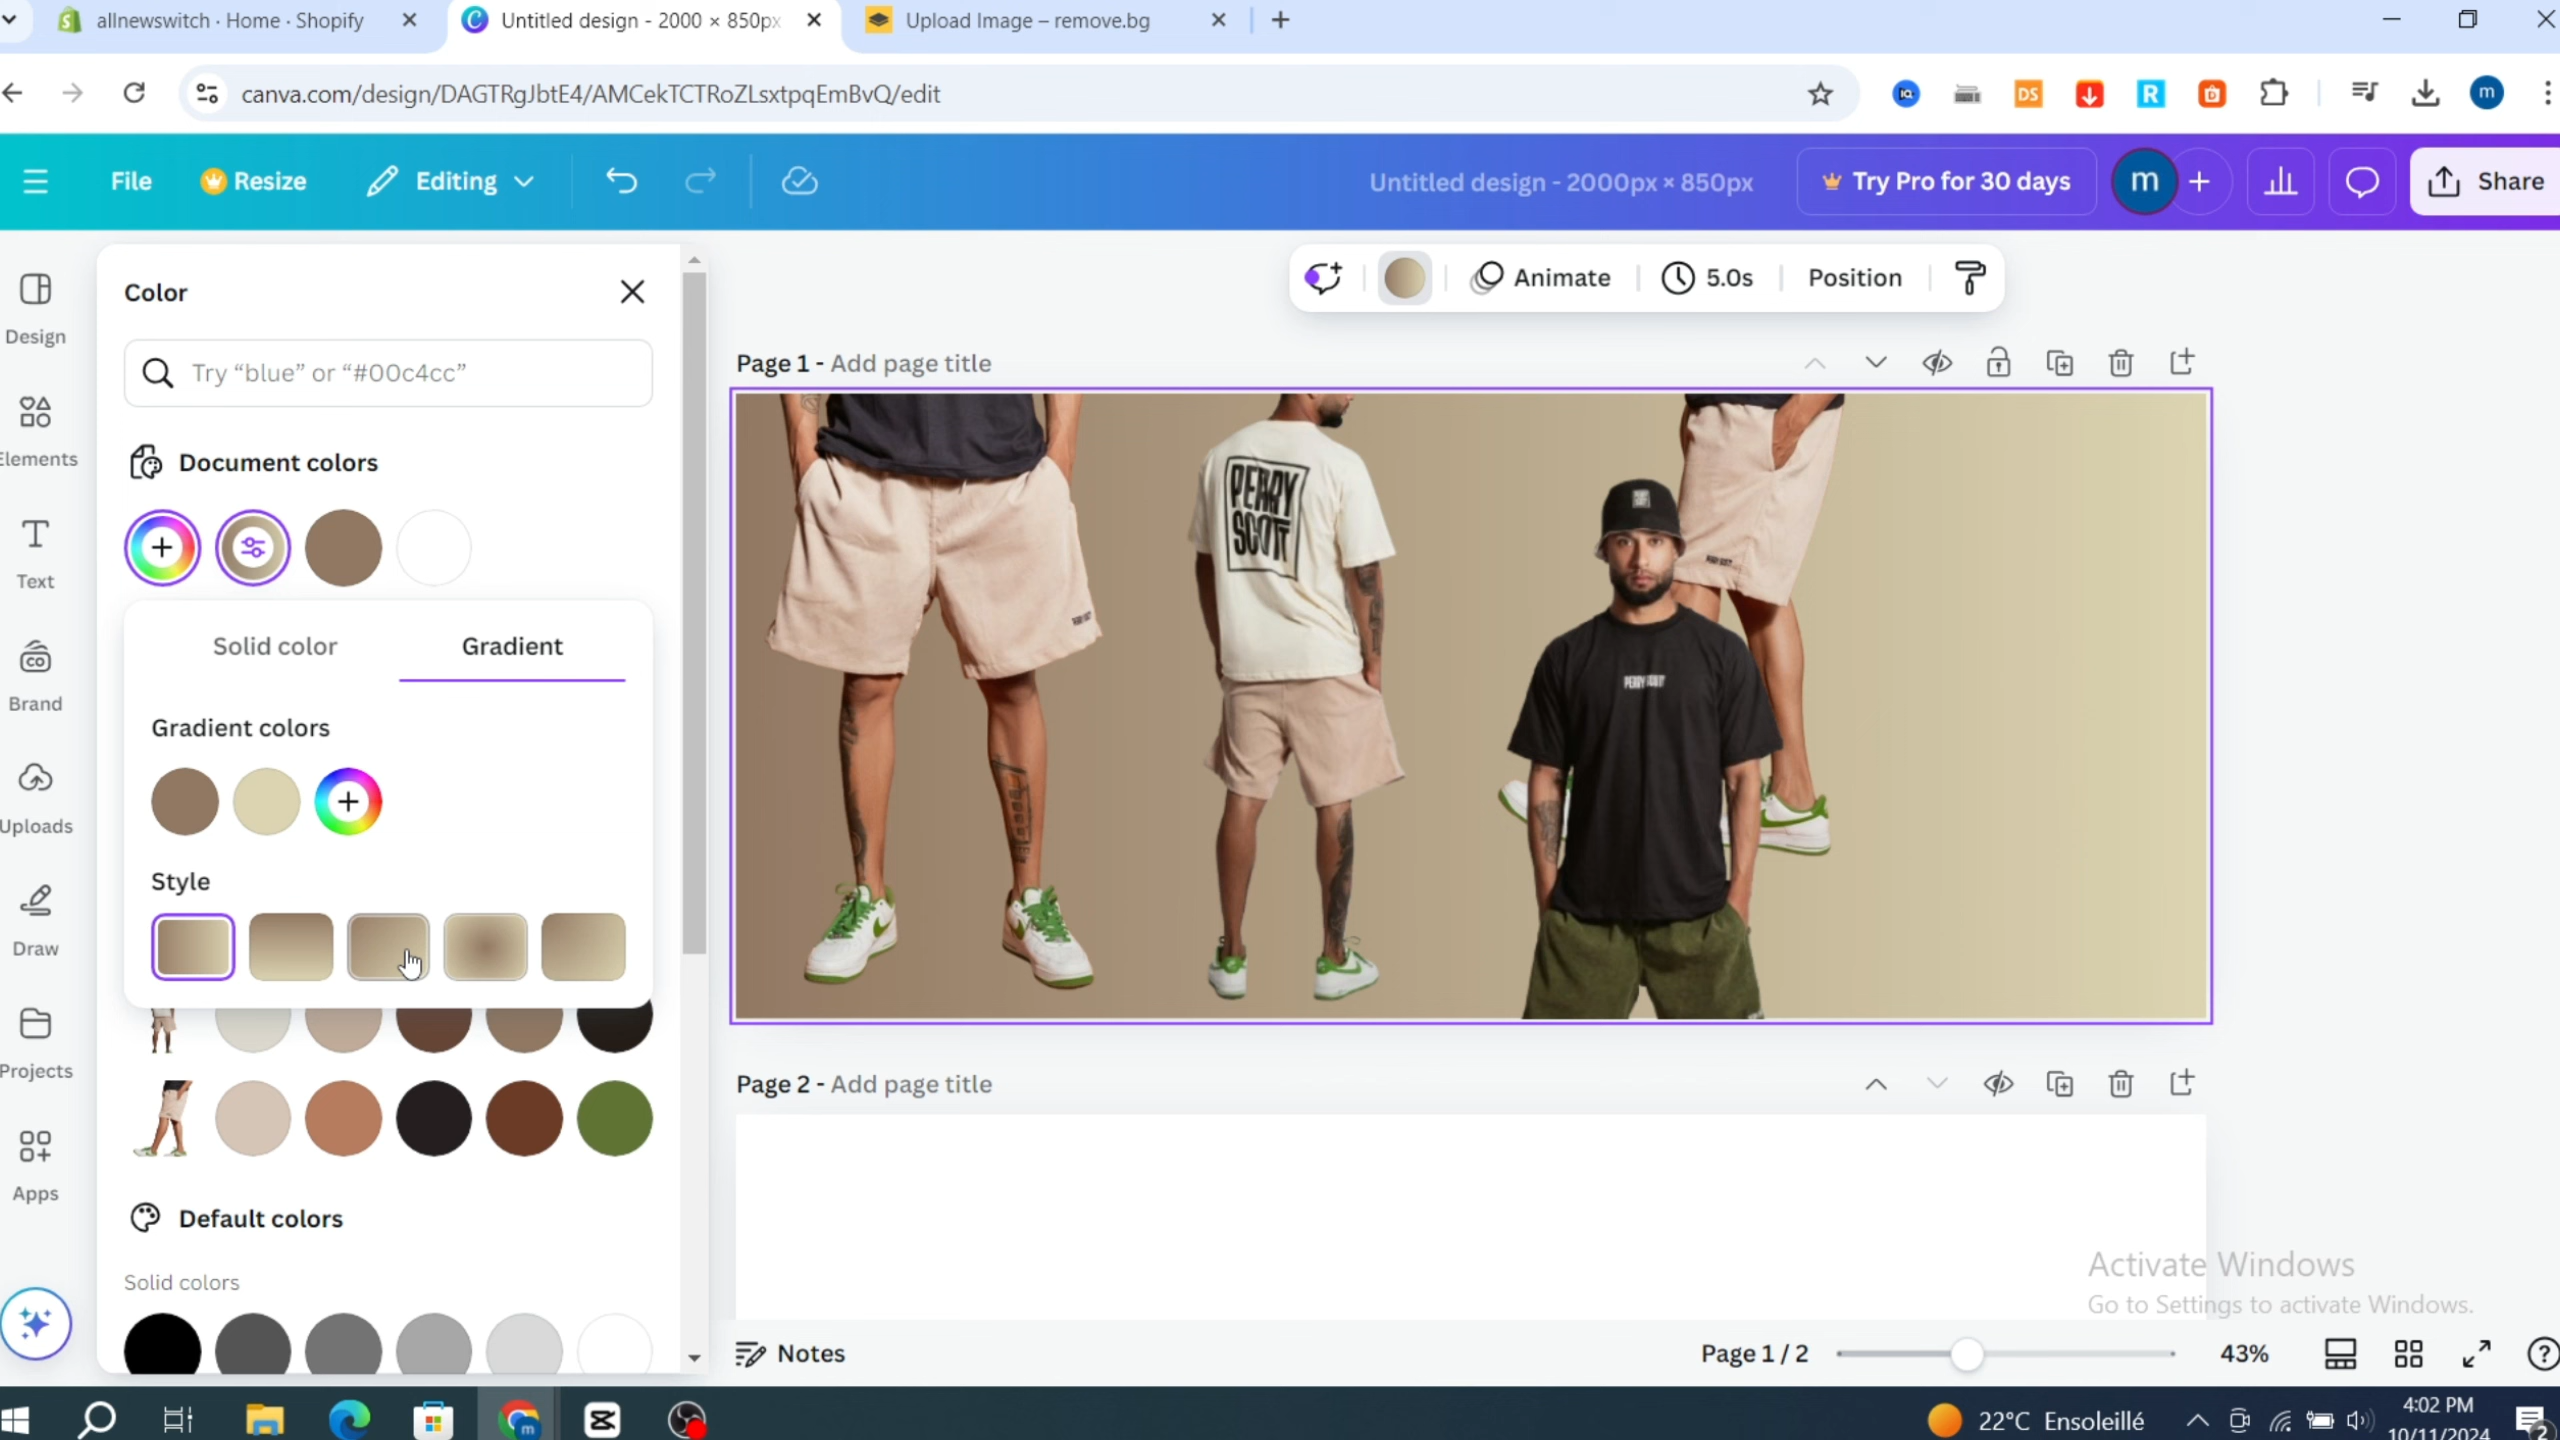 allnewswitch · Home · Shopify
Untitled design - 2000 × 850px
Upload Image – remove.bg
canva.com/design/DAGTRgJbtE4/AMCekTCTRoZLsxtpqEmBvQ/edit
DS
R
m
File
Resize
Editing
Untitled design - 2000px × 850px
Try Pro for 30 days
m
Share
Design
Elements
Text
Brand
Uploads
Draw
Projects
Apps
Color
Try “blue” or “#00c4cc”
Document colors
Solid color
Gradient
Gradient colors
Style
Default colors
Solid colors
Animate
5.0s
Position
Page 1 - Add page title
PERRY
SCOTT
PERRY SCOTT
Page 2 - Add page title
Activate Windows
Go to Settings to activate Windows.
Notes
Page 1 / 2
43%
22°C Ensoleillé
4:02 PM
10/11/2024
2